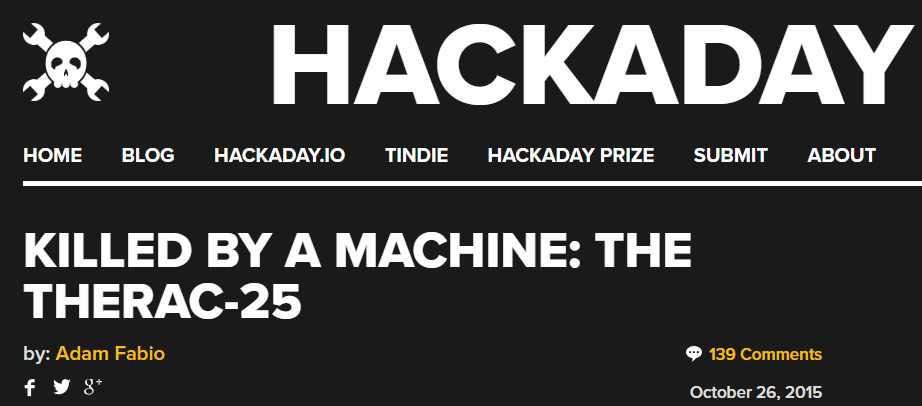 HACKADAY
HOME BLOG HACKADAY.IO TINDIE HACKADAY PRIZE SUBMIT ABOUT
KILLED BY A MACHINE: THE
THERAC-25
by: Adam Fabio
139 Comments
f g+
October 26, 2015